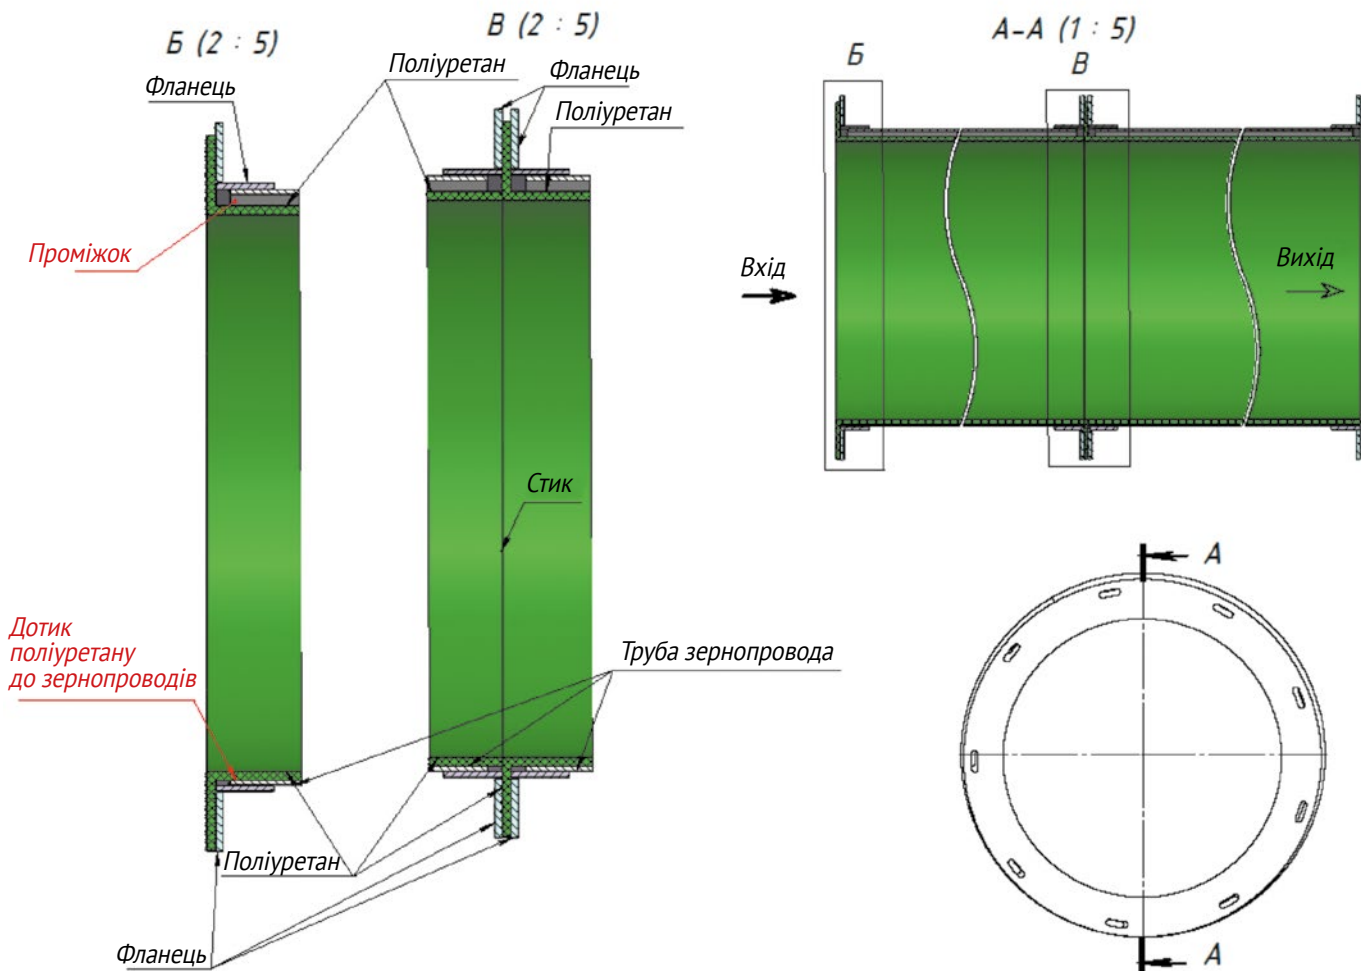 Б (2 : 5)
В (2 : 5)
А-А (1 : 5)
Фланець
Поліуретан
Фланець
Поліуретан
Б
В
Проміжок
Вхід
Вихід
Стик
Дотик
поліуретану
до зернопроводів
Труба зернопровода
Поліуретан
Фланець
А
А